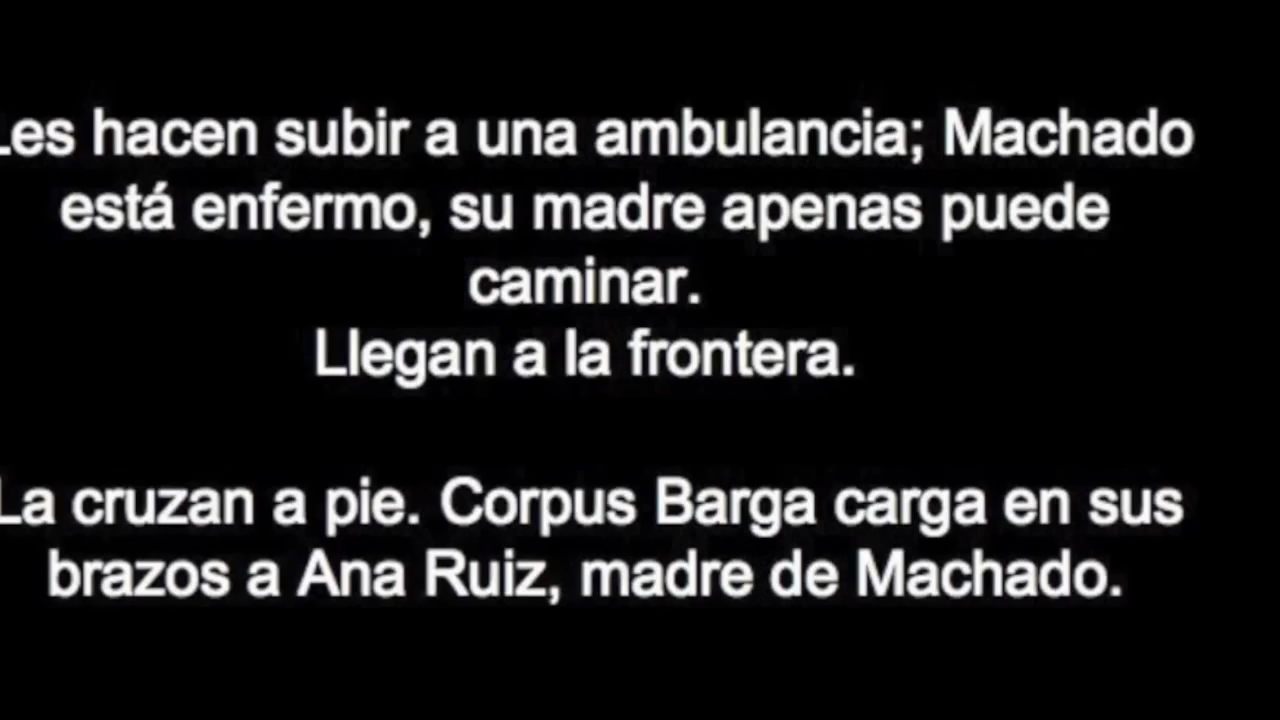 Les hacen subir a una ambulancia; Machado
está enfermo, su madre apenas puede
caminar.
Llegan a la frontera.
La cruzan a pie. Corpus Barga carga en sus
brazos a Ana Ruiz, madre de Machado.